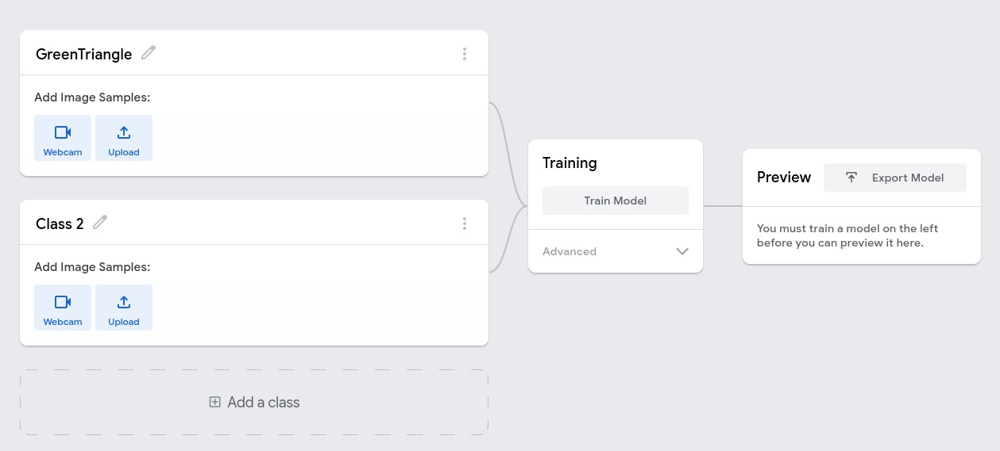 GreenTriangle
Add Image Samples:
Webcam
Upload
Class 2
Add Image Samples:
Webcam
Upload
Add a class
Training
Train Model
Advanced
Preview
Export Model
You must train a model on the left
before you can preview it here.